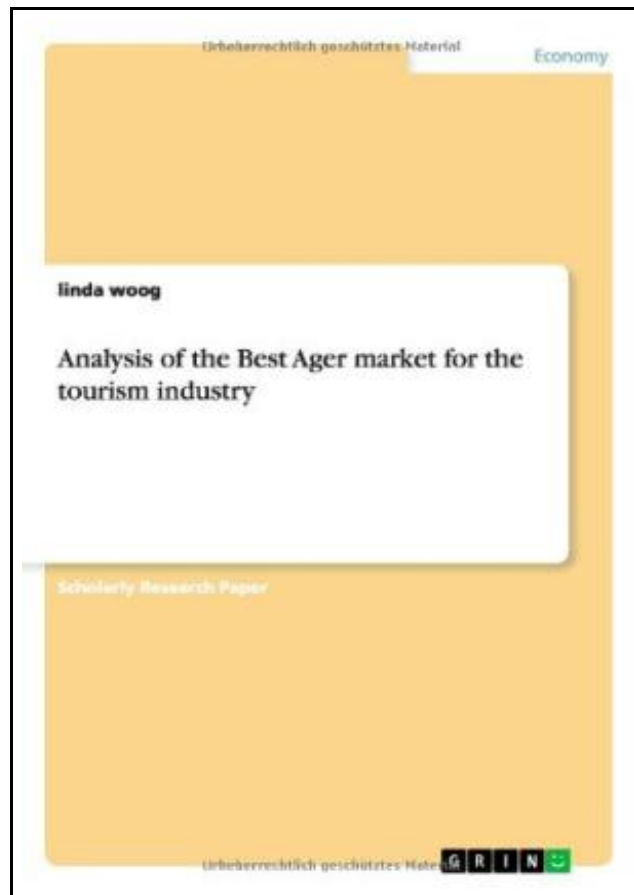 Urheberrechtlich geschütztes Material
Economy
linda woog
Analysis of the Best Ager market for the
tourism industry
Scholarly Research Paper
Urheberrechtlich geschütztes Mate
GRIN